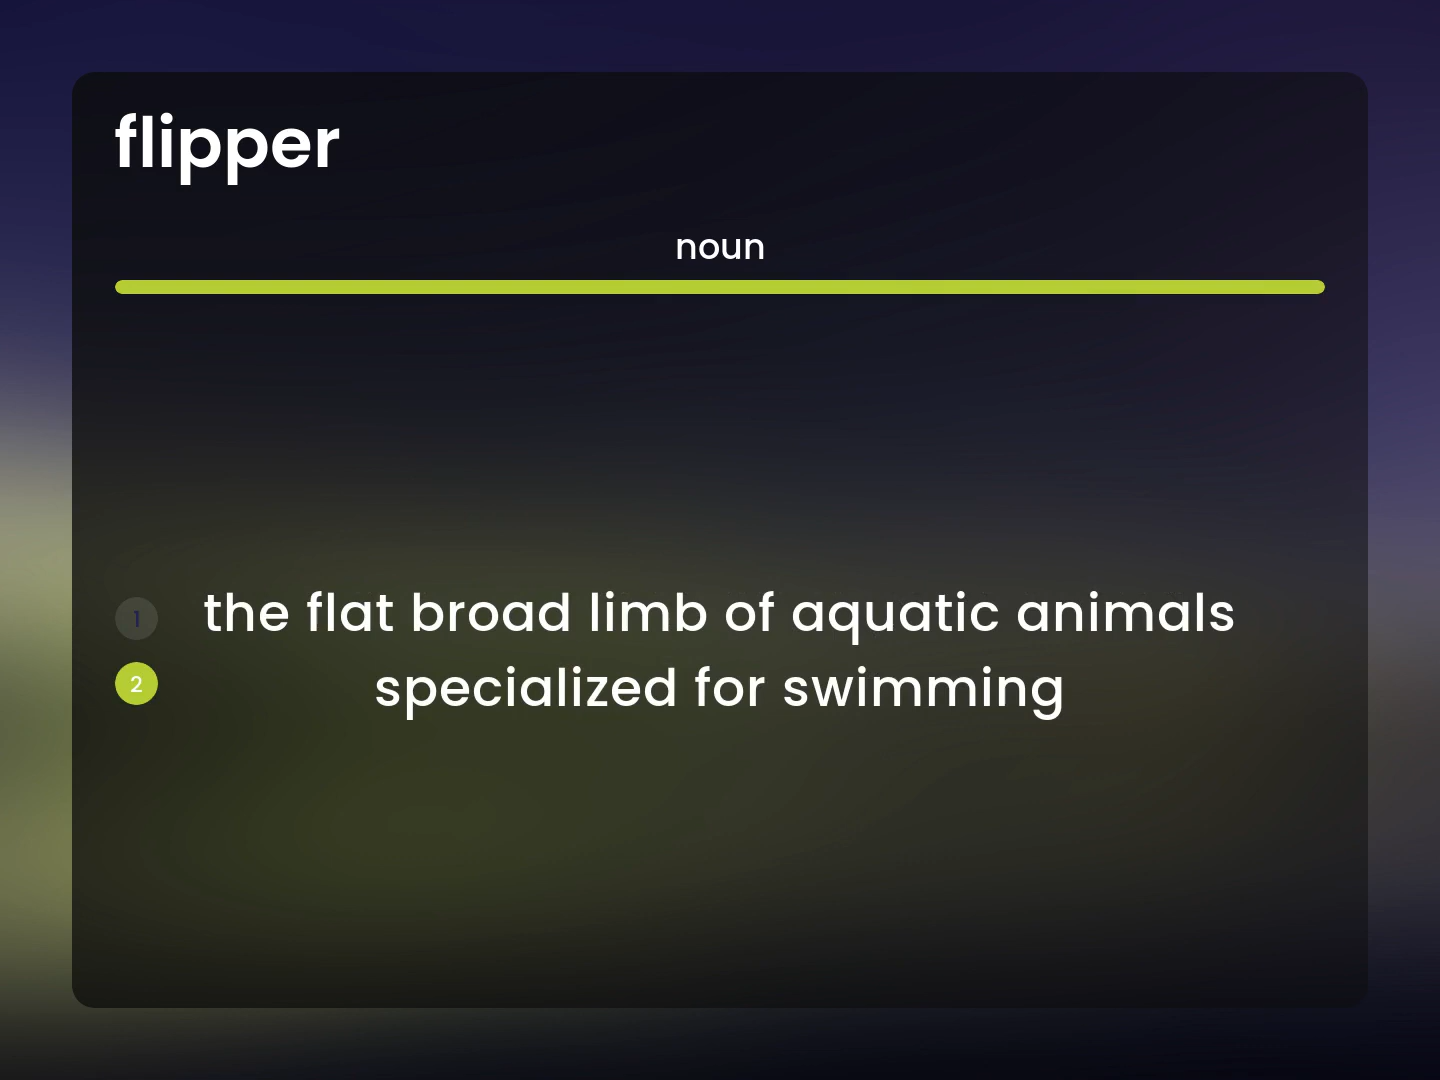 flipper
noun
1
the flat broad limb of aquatic animals
specialized for swimming
2